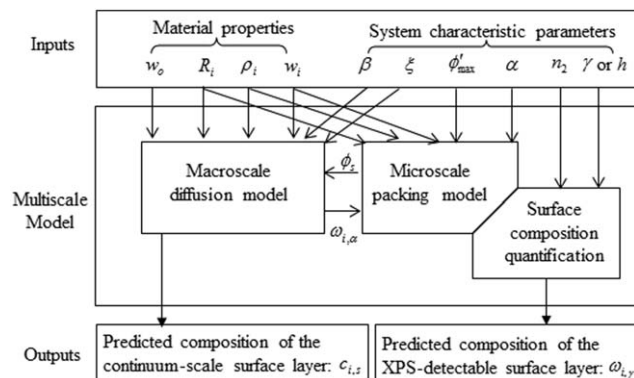 Inputs
Material properties
System characteristic parameters
wₒ Rᵢ ρᵢ wᵢ β ξ ϕ′max α n₂ γ or h
Multiscale Model
Macroscale diffusion model
ϕₛ
ωᵢ,α
Microscale packing model
Surface composition quantification
Outputs
Predicted composition of the
continuum-scale surface layer: cᵢ,ₛ
Predicted composition of the
XPS-detectable surface layer: ωᵢ,γ